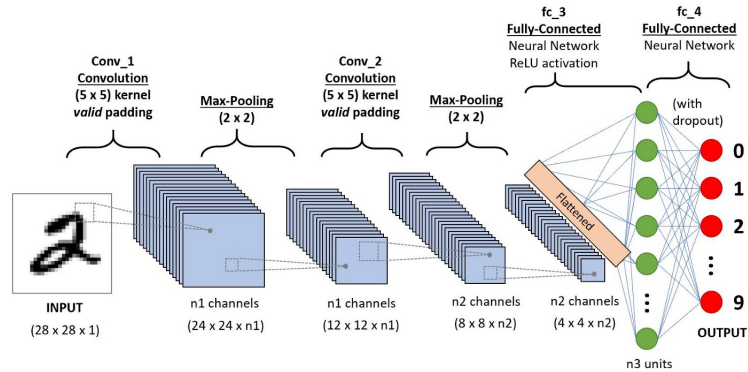 fc_3
Fully-Connected
Neural Network
ReLU activation
fc_4
Fully-Connected
Neural Network
Conv_1
Convolution
(5 x 5) kernel
valid padding
Max-Pooling
(2 x 2)
Conv_2
Convolution
(5 x 5) kernel
valid padding
Max-Pooling
(2 x 2)
(with
dropout)
2
Flattened
0
1
2
9
INPUT
(28 x 28 x 1)
n1 channels
(24 x 24 x n1)
n1 channels
(12 x 12 x n1)
n2 channels
(8 x 8 x n2)
n2 channels
(4 x 4 x n2)
OUTPUT
n3 units